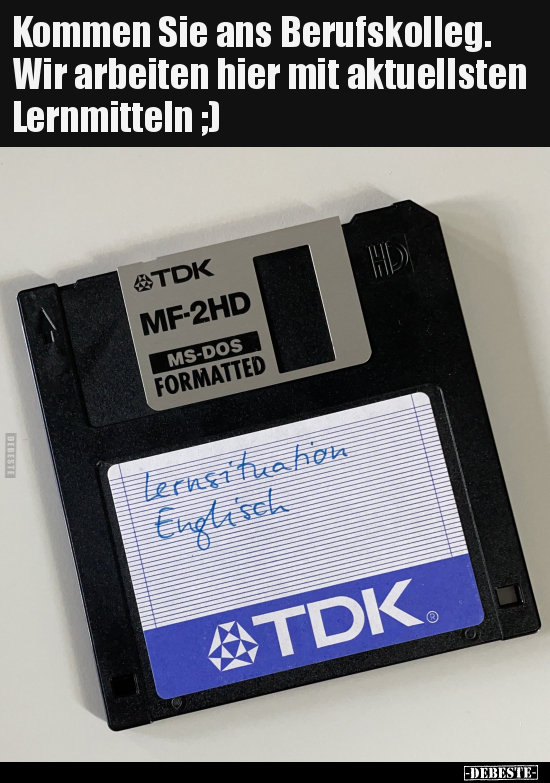 Kommen Sie ans Berufskolleg.
Wir arbeiten hier mit aktuellsten
Lernmitteln ;)
TDK
MF-2HD
MS-DOS
FORMATTED
HD
Lernsituation
Englisch
TDK®
DEBESTE
-DEBESTE-